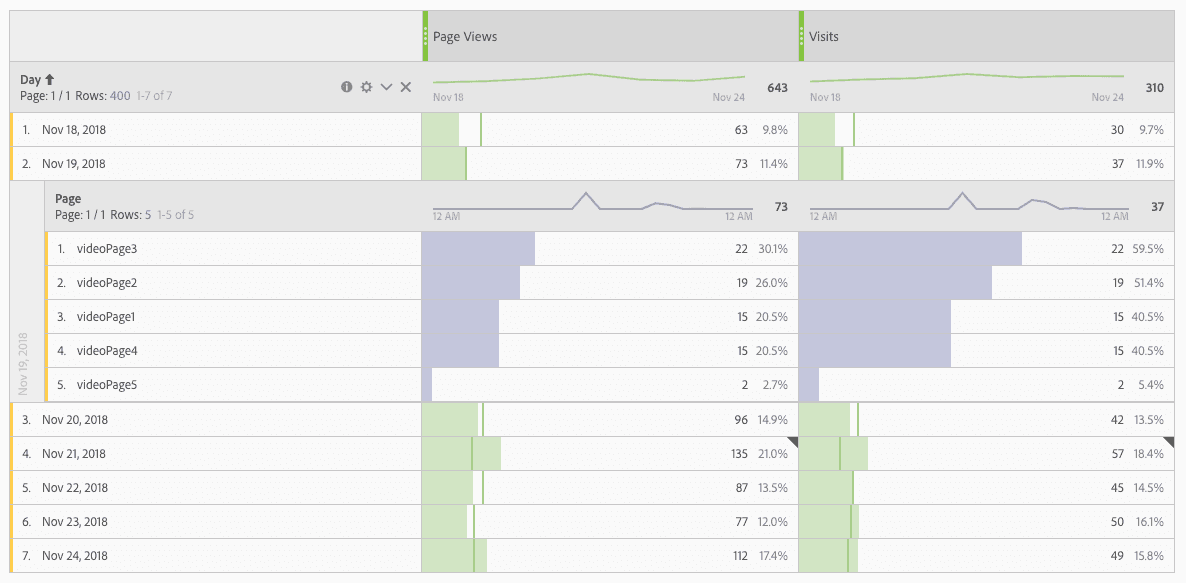 Page Views Visits
Day
Page: 1 / 1 Rows: 400 1-7 of 7
Nov 18 Nov 24 643 Nov 18 Nov 24 310
1. Nov 18, 2018 63 9.8% 30 9.7%
2. Nov 19, 2018 73 11.4% 37 11.9%
Nov 19, 2018
Page
Page: 1 / 1 Rows: 5 1-5 of 5
12 AM 12 AM 73 12 AM 12 AM 37
1. videoPage3 22 30.1% 22 59.5%
2. videoPage2 19 26.0% 19 51.4%
3. videoPage1 15 20.5% 15 40.5%
4. videoPage4 15 20.5% 15 40.5%
5. videoPage5 2 2.7% 2 5.4%
3. Nov 20, 2018 96 14.9% 42 13.5%
4. Nov 21, 2018 135 21.0% 57 18.4%
5. Nov 22, 2018 87 13.5% 45 14.5%
6. Nov 23, 2018 77 12.0% 50 16.1%
7. Nov 24, 2018 112 17.4% 49 15.8%